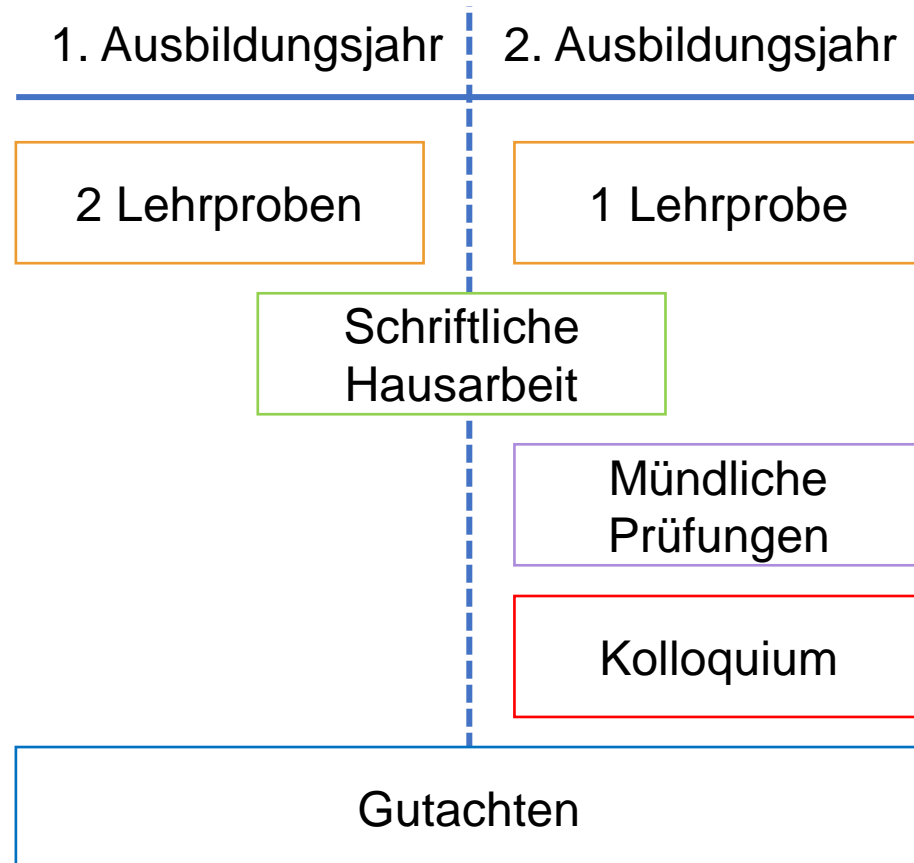 1. Ausbildungsjahr
2. Ausbildungsjahr
2 Lehrproben
1 Lehrprobe
Schriftliche
Hausarbeit
Mündliche
Prüfungen
Kolloquium
Gutachten